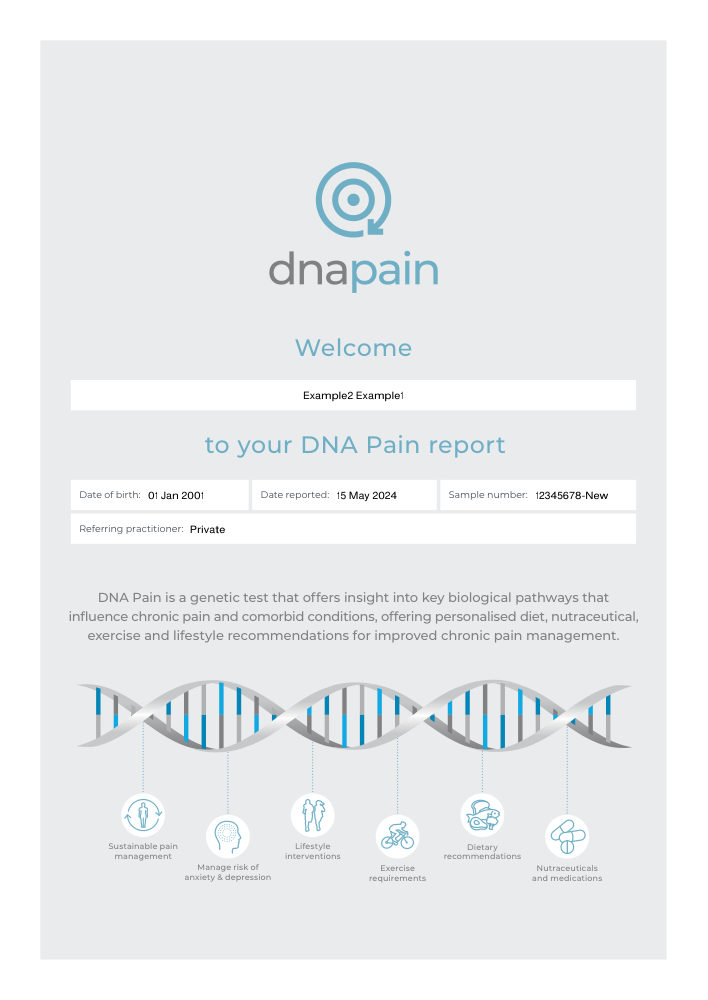 dnapain
Welcome
Example2 Example1
to your DNA Pain report
Date of birth: 01 Jan 2001
Date reported: 15 May 2024
Sample number: 12345678-New
Referring practitioner: Private
DNA Pain is a genetic test that offers insight into key biological pathways that
influence chronic pain and comorbid conditions, offering personalised diet, nutraceutical,
exercise and lifestyle recommendations for improved chronic pain management.
Sustainable pain
management
Manage risk of
anxiety & depression
Lifestyle
interventions
Exercise
requirements
Dietary
recommendations
Nutraceuticals
and medications